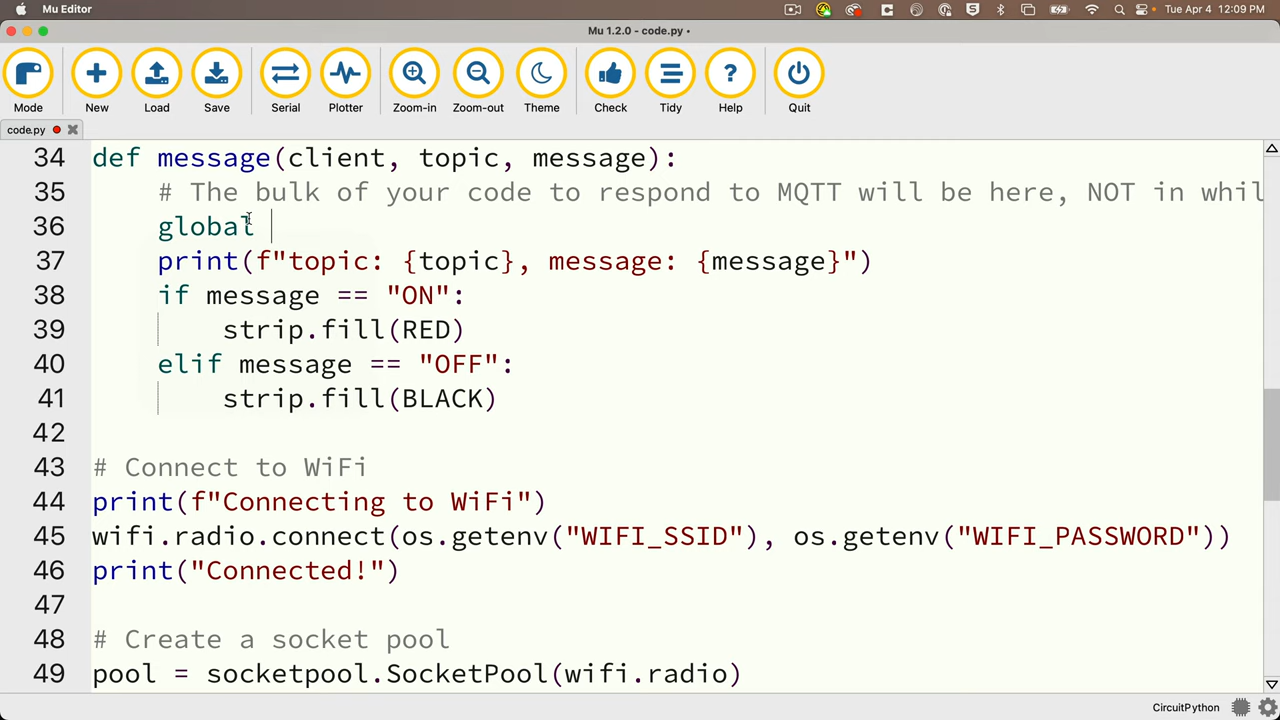 Mu Editor
Tue Apr 4 12:09 PM
Mu 1.2.0 - code.py •
Mode New Load Save Serial Plotter Zoom-in Zoom-out Theme Check Tidy Help Quit
code.py
34 def message(client, topic, message):
35 # The bulk of your code to respond to MQTT will be here, NOT in whil
36 global
37 print(f"topic: {topic}, message: {message}")
38 if message == "ON":
39 strip.fill(RED)
40 elif message == "OFF":
41 strip.fill(BLACK)
42
43 # Connect to WiFi
44 print(f"Connecting to WiFi")
45 wifi.radio.connect(os.getenv("WIFI_SSID"), os.getenv("WIFI_PASSWORD"))
46 print("Connected!")
47
48 # Create a socket pool
49 pool = socketpool.SocketPool(wifi.radio)
CircuitPython